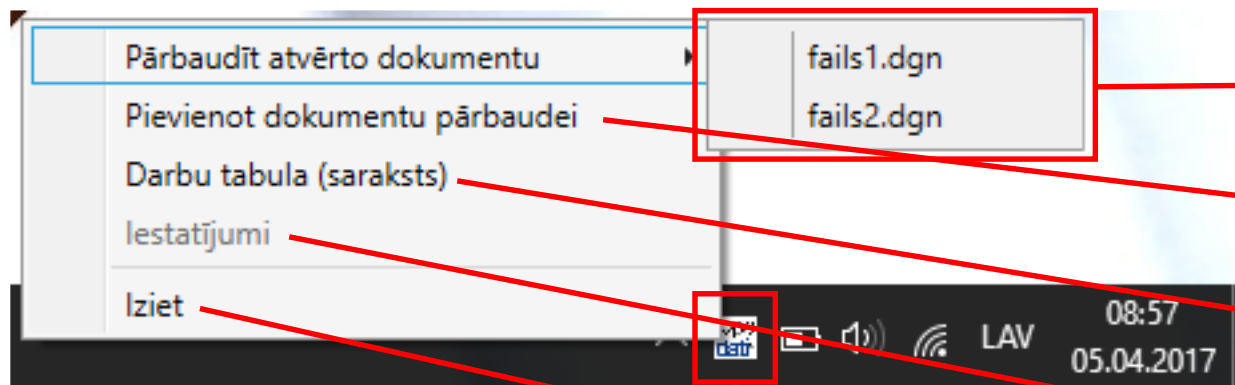 Pārbaudīt atvērto dokumentu
fails1.dgn
Pievienot dokumentu pārbaudei
fails2.dgn
Darbu tabula (saraksts)
Iestatījumi
Iziet
datr
LAV
08:57
05.04.2017